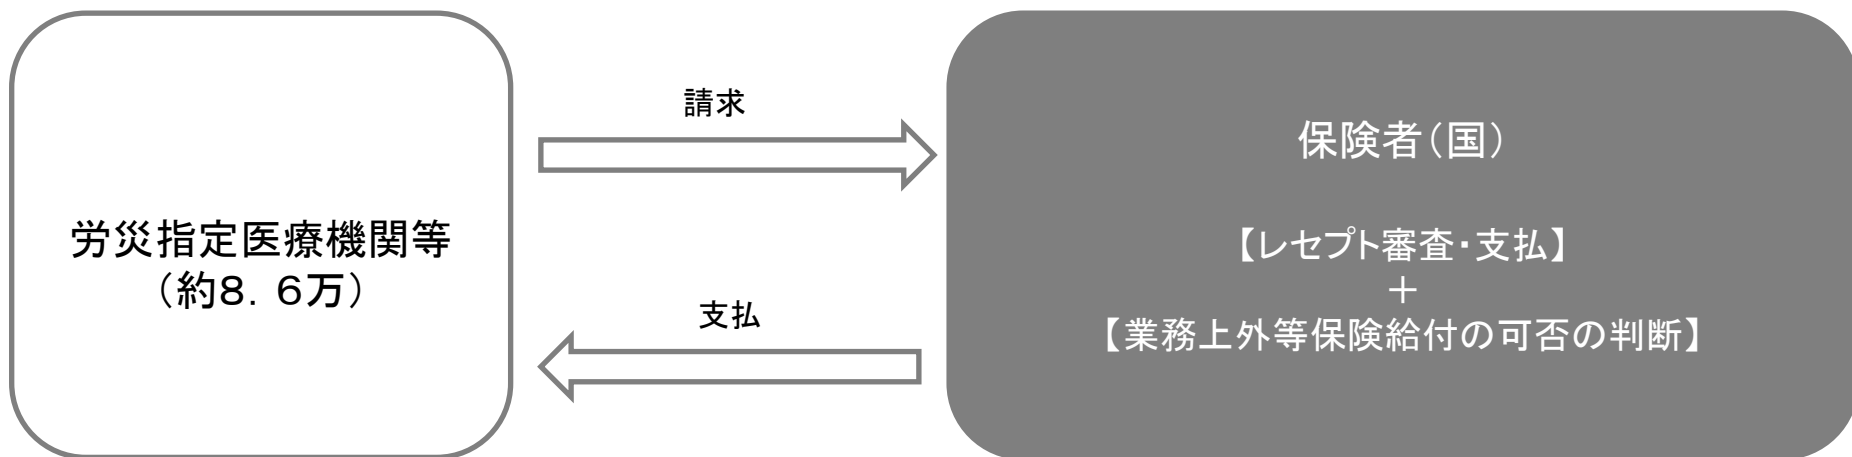 労災指定医療機関等
（約８．６万）
請求
支払
保険者（国）
【レセプト審査・支払】
＋
【業務上外等保険給付の可否の判断】